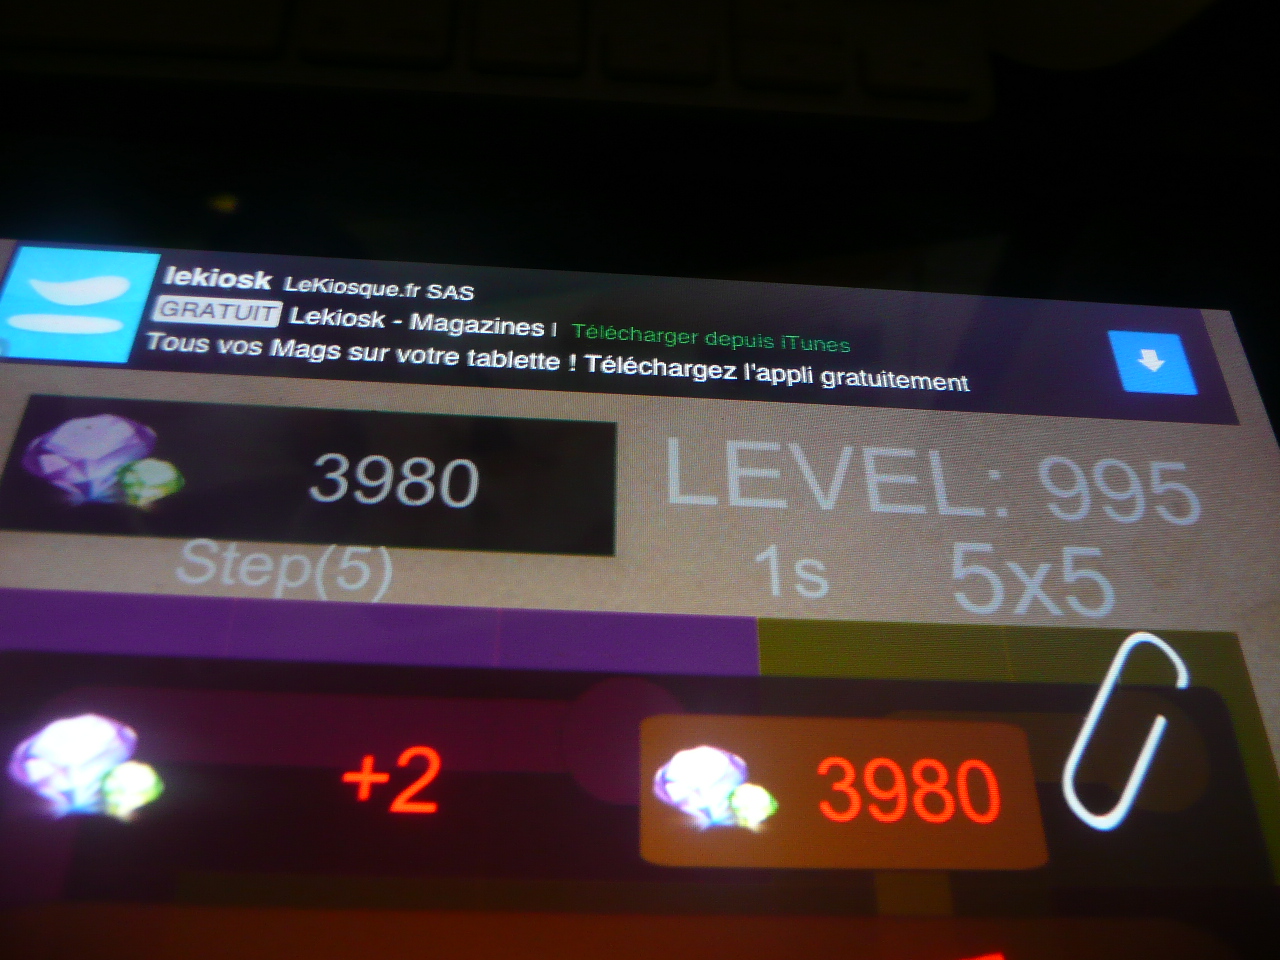 lekiosk LeKiosque.fr SAS
GRATUIT Lekiosk - Magazines | Télécharger depuis iTunes
Tous vos Mags sur votre tablette ! Téléchargez l'appli gratuitement
3980 LEVEL: 995
Step(5) 1s 5x5
+2 3980